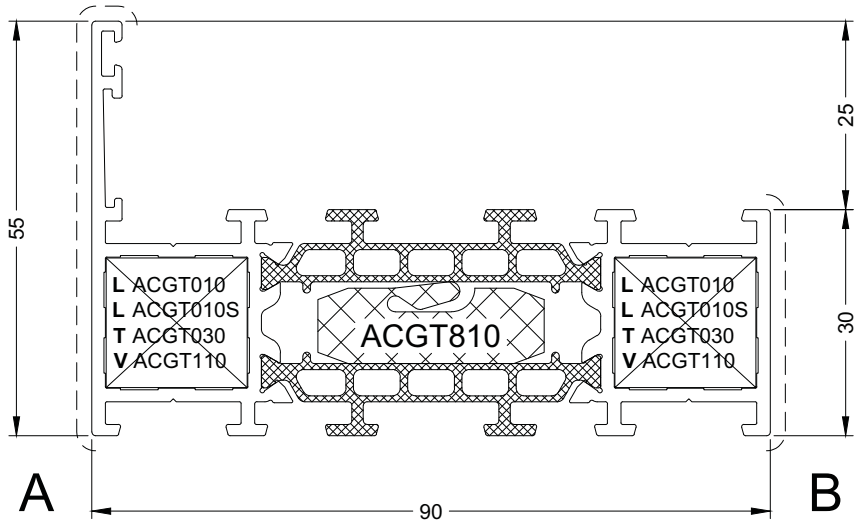 55
25
L ACGT010
L ACGT010S
T ACGT030
V ACGT110
ACGT810
L ACGT010
L ACGT010S
T ACGT030
V ACGT110
30
A
90
B